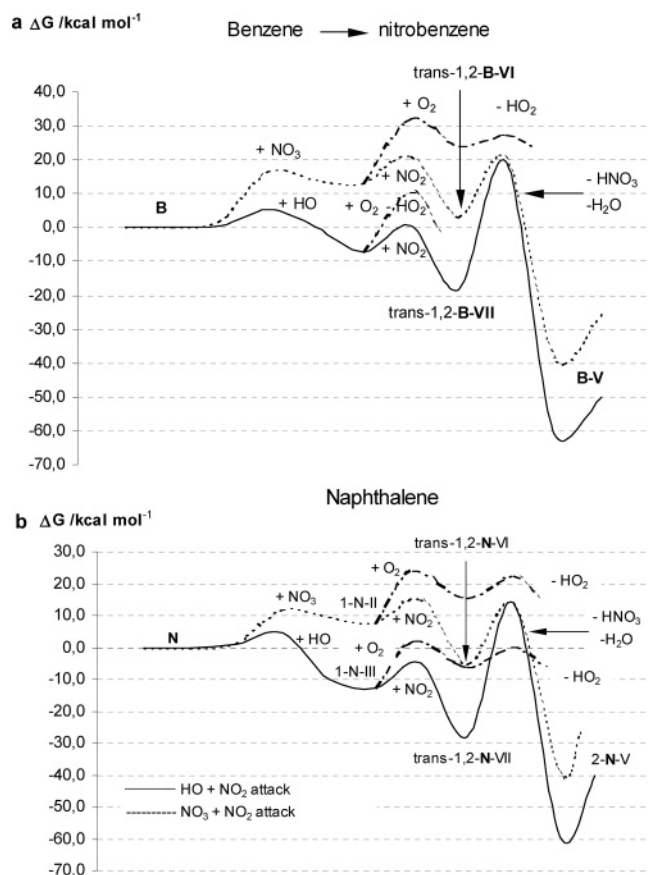 a ΔG /kcal mol⁻¹
Benzene → nitrobenzene
trans-1,2-B-VI
40,0
+ O₂
- HO₂
30,0
+ NO₃
20,0
+ NO₂
- HNO₃
10,0
B
+ HO
+ O₂ -HO₂
-H₂O
0,0
+ NO₂
-10,0
-20,0
trans-1,2-B-VII
-30,0
-40,0
B-V
-50,0
-60,0
-70,0
Naphthalene
b ΔG /kcal mol⁻¹
trans-1,2-N-VI
30,0
+ O₂
20,0
- HO₂
+ NO₃
1-N-II
10,0
+ NO₂
- HNO₃
N
+ HO
-H₂O
0,0
+ O₂
1-N-III
- HO₂
-10,0
+ NO₂
-20,0
-30,0
trans-1,2-N-VII
2-N-V
-40,0
HO + NO₂ attack
-50,0
NO₃ + NO₂ attack
-60,0
-70,0